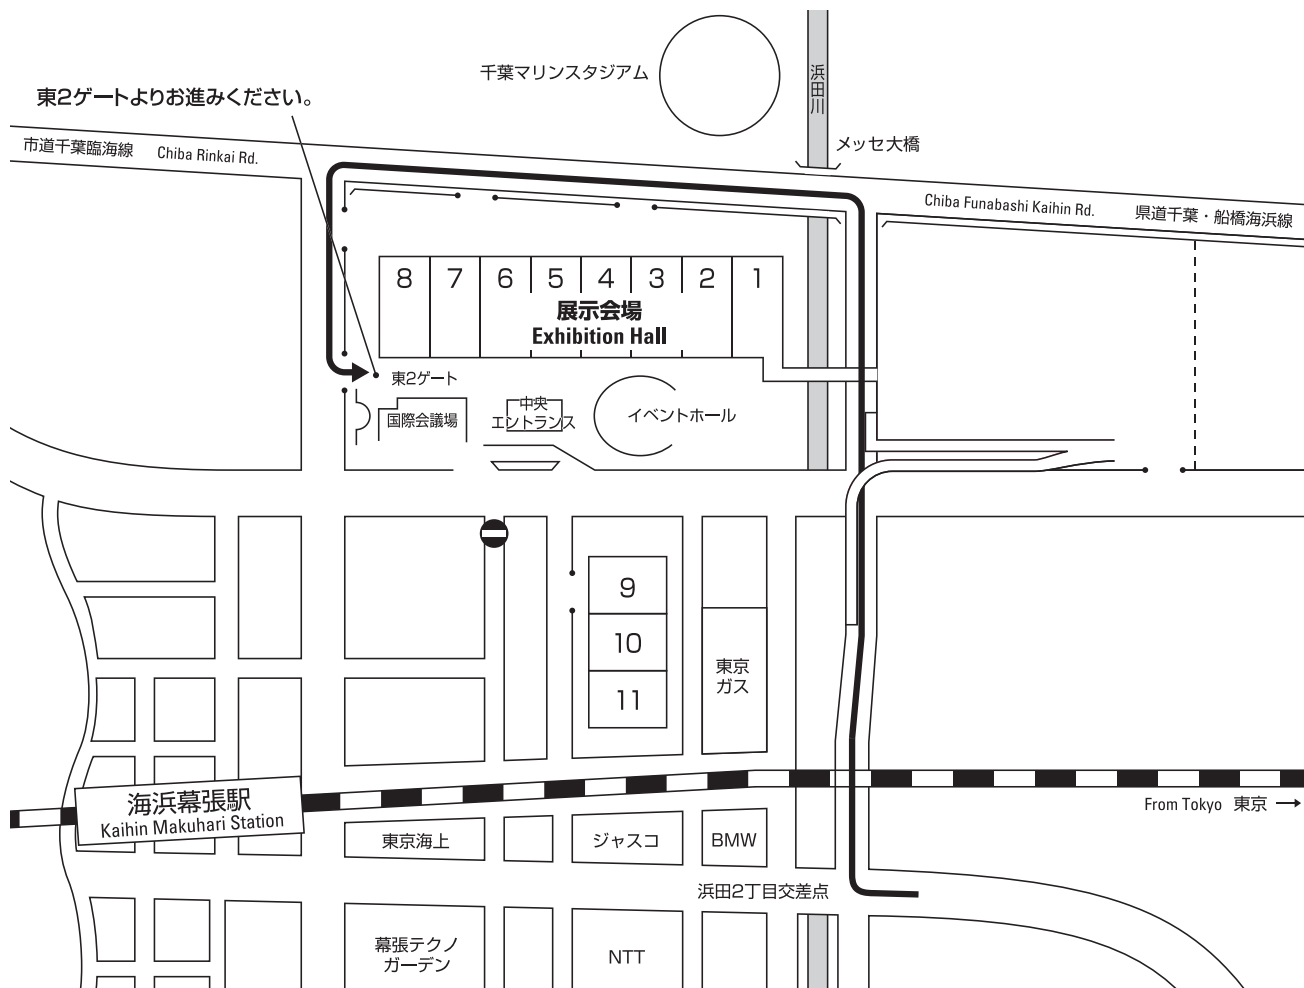 千葉マリンスタジアム
浜田川
東2ゲートよりお進みください。
市道千葉臨海線 Chiba Rinkai Rd.
メッセ大橋
Chiba Funabashi Kaihin Rd. 県道千葉・船橋海浜線
8 7 6 5 4 3 2 1
展示会場
Exhibition Hall
東2ゲート
国際会議場
中央
エントランス
イベントホール
9
10
11
東京
ガス
海浜幕張駅
Kaihin Makuhari Station
From Tokyo 東京
東京海上
ジャスコ
BMW
浜田2丁目交差点
幕張テクノ
ガーデン
NTT